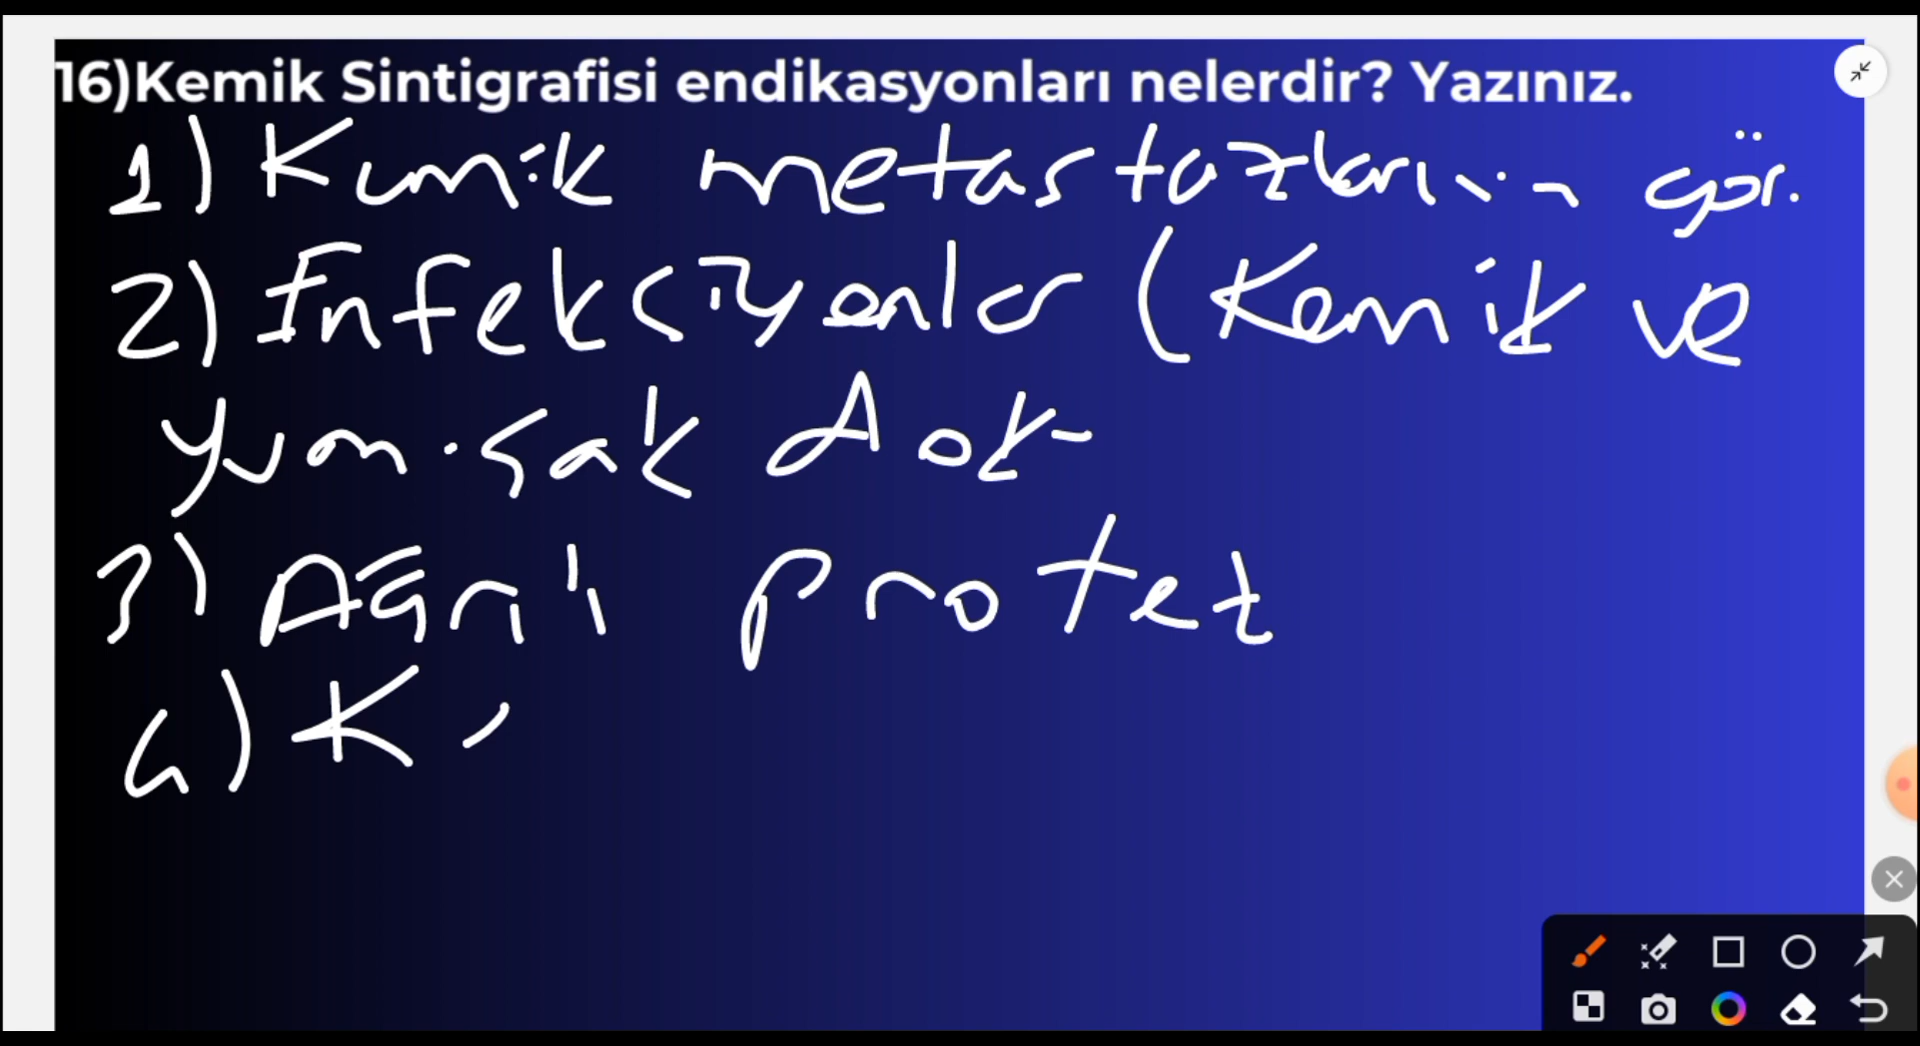 16)Kemik Sintigrafisi endikasyonları nelerdir? Yazınız.
1) Kemik metastazlarının gör.
2) İnfeksiyonlar (Kemik ve
yumuşak dok
3) Ağrılı protez
4) K